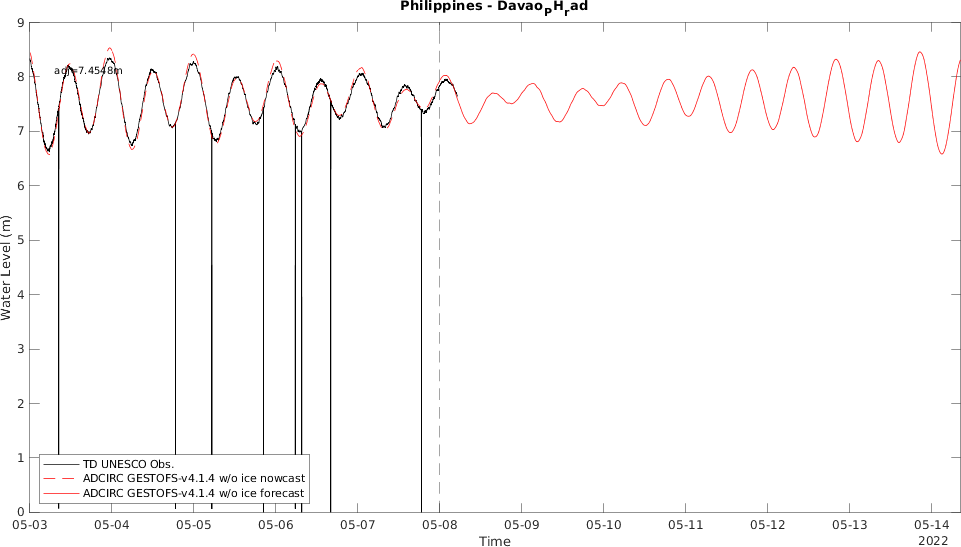 Philippines - Davao_PH_rad
9
8
7
6
5
4
3
2
1
0
Water Level (m)
adj=7.4548m
TD UNESCO Obs.
ADCIRC GESTOFS-v4.1.4 w/o ice nowcast
ADCIRC GESTOFS-v4.1.4 w/o ice forecast
05-03 05-04 05-05 05-06 05-07 05-08 05-09 05-10 05-11 05-12 05-13 05-14
Time
2022